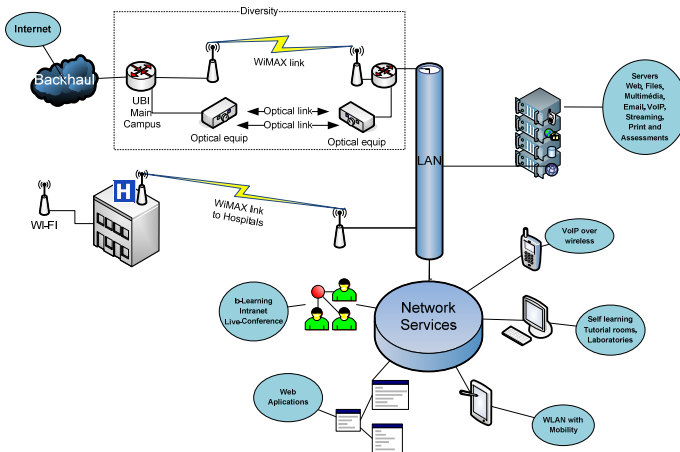 Diversity
Internet
Backhaul
WiMAX link
UBI
Main
Campus
Optical link
Optical link
Optical equip
Optical equip
LAN
Servers
Web, Files,
Multimédia,
Email, VoIP,
Streaming,
Print and
Assessments
H
WI-FI
WiMAX link
to Hospitals
VoIP over
wireless
b-Learning
Intranet
Live-Conference
Network
Services
Self learning
Tutorial rooms,
Laboratories
Web
Aplications
WLAN with
Mobility